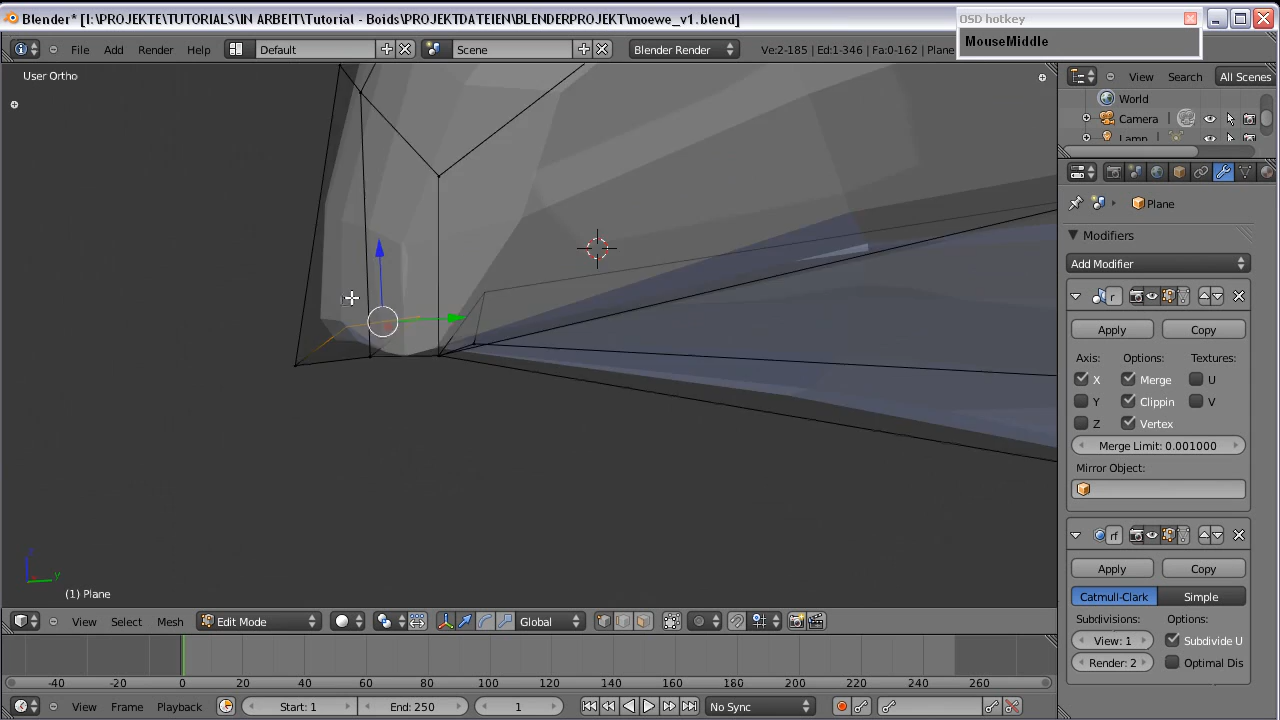 Blender* [I:\PROJEKTE\TUTORIALS\IN ARBEIT\Tutorial - Boids\PROJEKTDATEIEN\BLENDERPROJEKT\moewe_v1.blend]
OSD hotkey
MouseMiddle
File Add Render Help Default Scene Blender Render Ve:2-185 | Ed:1-346 | Fa:0-162 | Plane
User Ortho
View Search All Scenes
World
Camera
Lamp
Plane
Modifiers
Add Modifier
r
Apply Copy
Axis: Options: Textures:
X Merge U
Y Clippin V
Z Vertex
Merge Limit: 0.001000
Mirror Object:
rf
Apply Copy
Catmull-Clark Simple
Subdivisions: Options:
View: 1 Subdivide U
Render: 2 Optimal Dis
Y
(1) Plane
View Select Mesh Edit Mode Global
-40 -20 0 20 40 60 80 100 120 140 160 180 200 220 240 260
View Frame Playback Start: 1 End: 250 1 No Sync